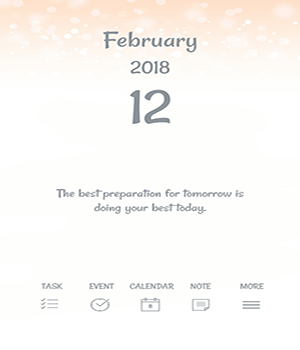 February
2018
12
The best preparation for tomorrow is
doing your best today.
TASK EVENT CALENDAR NOTE MORE